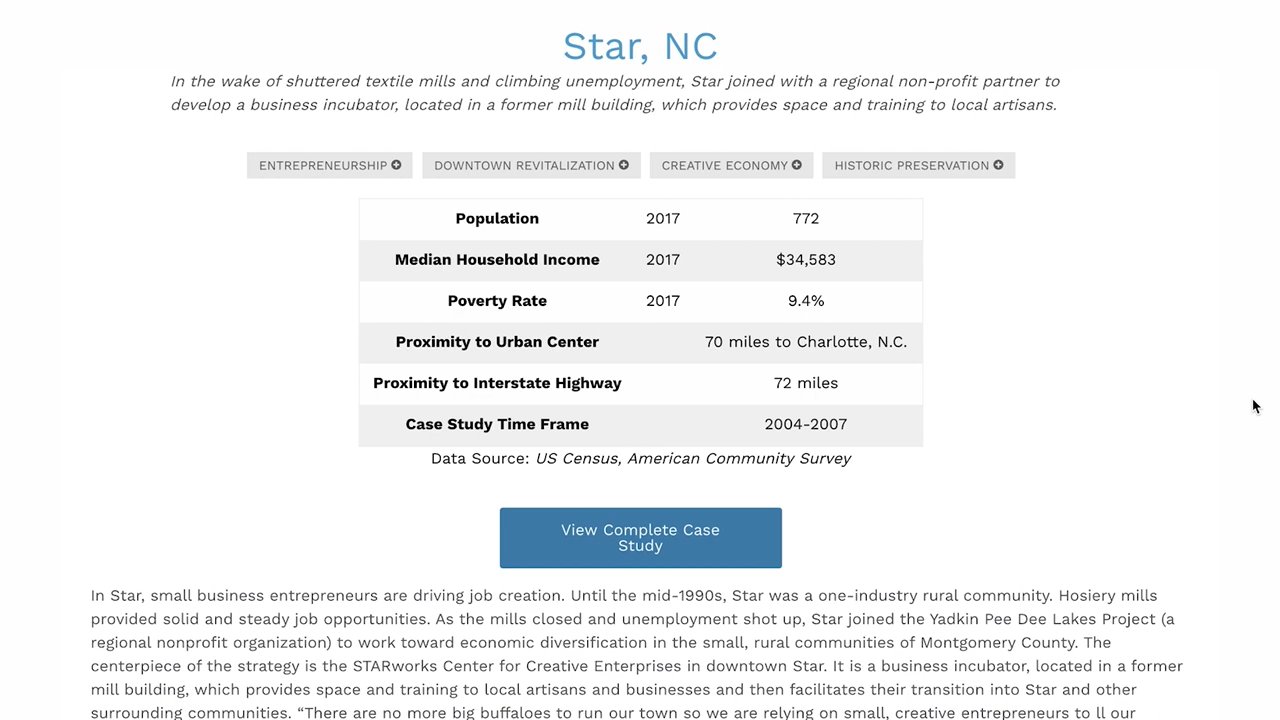 Star, NC
In the wake of shuttered textile mills and climbing unemployment, Star joined with a regional non-profit partner to
develop a business incubator, located in a former mill building, which provides space and training to local artisans.
ENTREPRENEURSHIP DOWNTOWN REVITALIZATION CREATIVE ECONOMY HISTORIC PRESERVATION
Population 2017 772
Median Household Income 2017 $34,583
Poverty Rate 2017 9.4%
Proximity to Urban Center 70 miles to Charlotte, N.C.
Proximity to Interstate Highway 72 miles
Case Study Time Frame 2004-2007
Data Source: US Census, American Community Survey
View Complete Case
Study
In Star, small business entrepreneurs are driving job creation. Until the mid-1990s, Star was a one-industry rural community. Hosiery mills
provided solid and steady job opportunities. As the mills closed and unemployment shot up, Star joined the Yadkin Pee Dee Lakes Project (a
regional nonprofit organization) to work toward economic diversification in the small, rural communities of Montgomery County. The
centerpiece of the strategy is the STARworks Center for Creative Enterprises in downtown Star. It is a business incubator, located in a former
mill building, which provides space and training to local artisans and businesses and then facilitates their transition into Star and other
surrounding communities. “There are no more big buffaloes to run our town so we are relying on small, creative entrepreneurs to ll our